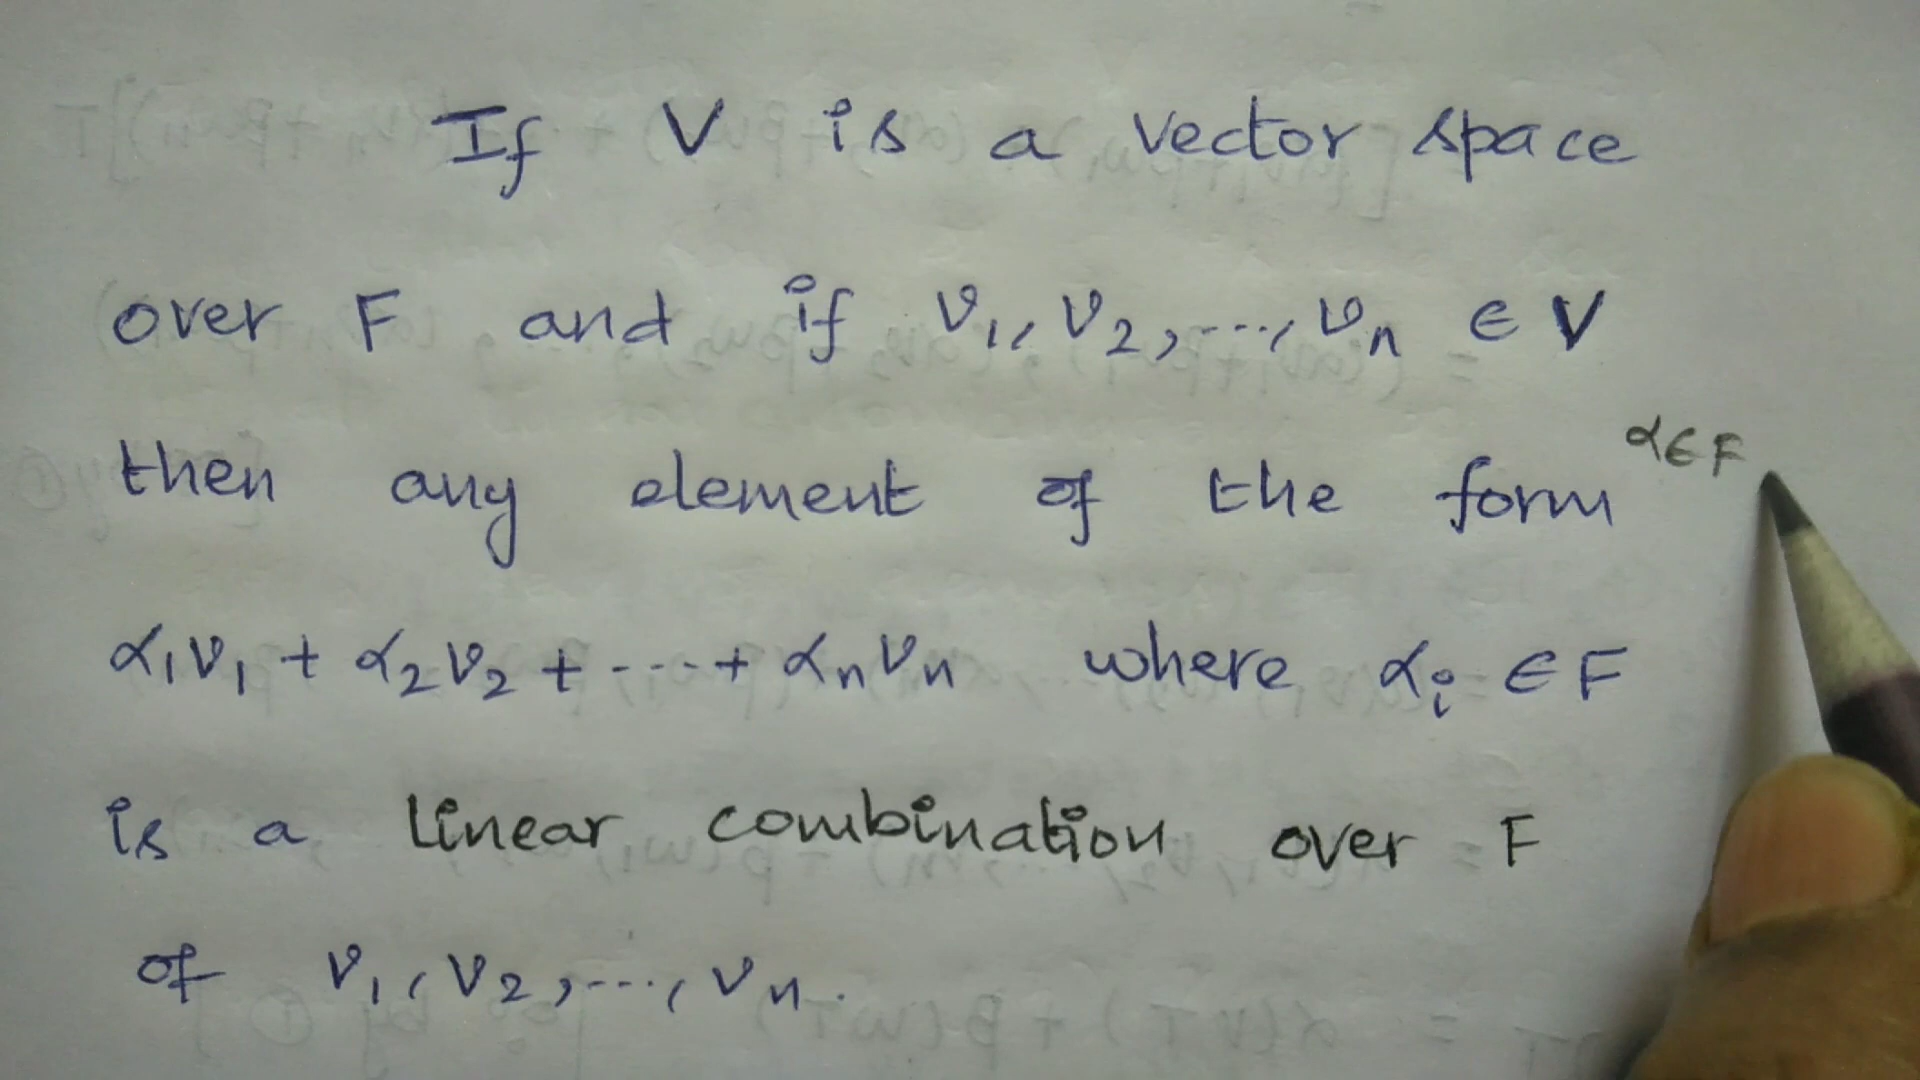 If V is a vector space
over F and if v₁, v₂, ..., vₙ ∈ V
then any element of the form
α ∈ F
α₁v₁ + α₂v₂ + ... + αₙvₙ where αᵢ ∈ F
is a linear combination over F
of v₁, v₂, ..., vₙ.